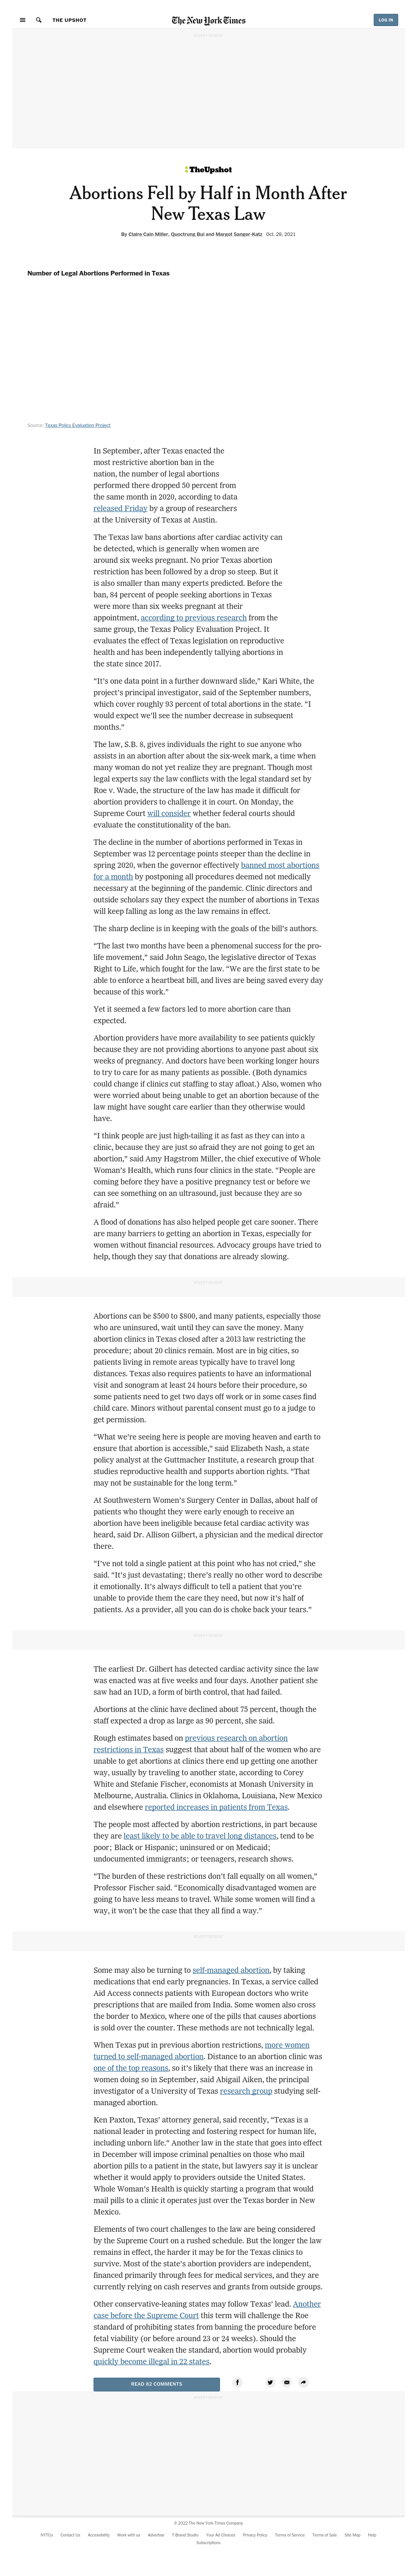 THE UPSHOT
The New York Times
LOG IN
ADVERTISEMENT
TheUpshot
Abortions Fell by Half in Month After
New Texas Law
By Claire Cain Miller, Quoctrung Bui and Margot Sanger-Katz Oct. 29, 2021
Number of Legal Abortions Performed in Texas
Source: Texas Policy Evaluation Project
In September, after Texas enacted the
most restrictive abortion ban in the
nation, the number of legal abortions
performed there dropped 50 percent from
the same month in 2020, according to data
released Friday by a group of researchers
at the University of Texas at Austin.
The Texas law bans abortions after cardiac activity can
be detected, which is generally when women are
around six weeks pregnant. No prior Texas abortion
restriction has been followed by a drop so steep. But it
is also smaller than many experts predicted. Before the
ban, 84 percent of people seeking abortions in Texas
were more than six weeks pregnant at their
appointment, according to previous research from the
same group, the Texas Policy Evaluation Project. It
evaluates the effect of Texas legislation on reproductive
health and has been independently tallying abortions in
the state since 2017.
“It’s one data point in a further downward slide,” Kari White, the
project’s principal investigator, said of the September numbers,
which cover roughly 93 percent of total abortions in the state. “I
would expect we’ll see the number decrease in subsequent
months.”
The law, S.B. 8, gives individuals the right to sue anyone who
assists in an abortion after about the six-week mark, a time when
many woman do not yet realize they are pregnant. Though most
legal experts say the law conflicts with the legal standard set by
Roe v. Wade, the structure of the law has made it difficult for
abortion providers to challenge it in court. On Monday, the
Supreme Court will consider whether federal courts should
evaluate the constitutionality of the ban.
The decline in the number of abortions performed in Texas in
September was 12 percentage points steeper than the decline in
spring 2020, when the governor effectively banned most abortions
for a month by postponing all procedures deemed not medically
necessary at the beginning of the pandemic. Clinic directors and
outside scholars say they expect the number of abortions in Texas
will keep falling as long as the law remains in effect.
The sharp decline is in keeping with the goals of the bill’s authors.
“The last two months have been a phenomenal success for the pro-
life movement,” said John Seago, the legislative director of Texas
Right to Life, which fought for the law. “We are the first state to be
able to enforce a heartbeat bill, and lives are being saved every day
because of this work.”
Yet it seemed a few factors led to more abortion care than
expected.
Abortion providers have more availability to see patients quickly
because they are not providing abortions to anyone past about six
weeks of pregnancy. And doctors have been working longer hours
to try to care for as many patients as possible. (Both dynamics
could change if clinics cut staffing to stay afloat.) Also, women who
were worried about being unable to get an abortion because of the
law might have sought care earlier than they otherwise would
have.
“I think people are just high-tailing it as fast as they can into a
clinic, because they are just so afraid they are not going to get an
abortion,” said Amy Hagstrom Miller, the chief executive of Whole
Woman’s Health, which runs four clinics in the state. “People are
coming before they have a positive pregnancy test or before we
can see something on an ultrasound, just because they are so
afraid.”
A flood of donations has also helped people get care sooner. There
are many barriers to getting an abortion in Texas, especially for
women without financial resources. Advocacy groups have tried to
help, though they say that donations are already slowing.
ADVERTISEMENT
Abortions can be $500 to $800, and many patients, especially those
who are uninsured, wait until they can save the money. Many
abortion clinics in Texas closed after a 2013 law restricting the
procedure; about 20 clinics remain. Most are in big cities, so
patients living in remote areas typically have to travel long
distances. Texas also requires patients to have an informational
visit and sonogram at least 24 hours before their procedure, so
some patients need to get two days off work or in some cases find
child care. Minors without parental consent must go to a judge to
get permission.
“What we’re seeing here is people are moving heaven and earth to
ensure that abortion is accessible,” said Elizabeth Nash, a state
policy analyst at the Guttmacher Institute, a research group that
studies reproductive health and supports abortion rights. “That
may not be sustainable for the long term.”
At Southwestern Women’s Surgery Center in Dallas, about half of
patients who thought they were early enough to receive an
abortion have been ineligible because fetal cardiac activity was
heard, said Dr. Allison Gilbert, a physician and the medical director
there.
“I’ve not told a single patient at this point who has not cried,” she
said. “It’s just devastating; there’s really no other word to describe
it emotionally. It’s always difficult to tell a patient that you’re
unable to provide them the care they need, but now it’s half of
patients. As a provider, all you can do is choke back your tears.”
ADVERTISEMENT
The earliest Dr. Gilbert has detected cardiac activity since the law
was enacted was at five weeks and four days. Another patient she
saw had an IUD, a form of birth control, that had failed.
Abortions at the clinic have declined about 75 percent, though the
staff expected a drop as large as 90 percent, she said.
Rough estimates based on previous research on abortion
restrictions in Texas suggest that about half of the women who are
unable to get abortions at clinics there end up getting one another
way, usually by traveling to another state, according to Corey
White and Stefanie Fischer, economists at Monash University in
Melbourne, Australia. Clinics in Oklahoma, Louisiana, New Mexico
and elsewhere reported increases in patients from Texas.
The people most affected by abortion restrictions, in part because
they are least likely to be able to travel long distances, tend to be
poor; Black or Hispanic; uninsured or on Medicaid;
undocumented immigrants; or teenagers, research shows.
“The burden of these restrictions don’t fall equally on all women,”
Professor Fischer said. “Economically disadvantaged women are
going to have less means to travel. While some women will find a
way, it won’t be the case that they all find a way.”
ADVERTISEMENT
Some may also be turning to self-managed abortion, by taking
medications that end early pregnancies. In Texas, a service called
Aid Access connects patients with European doctors who write
prescriptions that are mailed from India. Some women also cross
the border to Mexico, where one of the pills that causes abortions
is sold over the counter. These methods are not technically legal.
When Texas put in previous abortion restrictions, more women
turned to self-managed abortion. Distance to an abortion clinic was
one of the top reasons, so it’s likely that there was an increase in
women doing so in September, said Abigail Aiken, the principal
investigator of a University of Texas research group studying self-
managed abortion.
Ken Paxton, Texas’ attorney general, said recently, “Texas is a
national leader in protecting and fostering respect for human life,
including unborn life.” Another law in the state that goes into effect
in December will impose criminal penalties on those who mail
abortion pills to a patient in the state, but lawyers say it is unclear
whether it would apply to providers outside the United States.
Whole Woman’s Health is quickly starting a program that would
mail pills to a clinic it operates just over the Texas border in New
Mexico.
Elements of two court challenges to the law are being considered
by the Supreme Court on a rushed schedule. But the longer the law
remains in effect, the harder it may be for the Texas clinics to
survive. Most of the state’s abortion providers are independent,
financed primarily through fees for medical services, and they are
currently relying on cash reserves and grants from outside groups.
Other conservative-leaning states may follow Texas’ lead. Another
case before the Supreme Court this term will challenge the Roe
standard of prohibiting states from banning the procedure before
fetal viability (or before around 23 or 24 weeks). Should the
Supreme Court weaken the standard, abortion would probably
quickly become illegal in 22 states.
READ 82 COMMENTS
ADVERTISEMENT
© 2022 The New York Times Company
NYTCo Contact Us Accessibility Work with us Advertise T Brand Studio Your Ad Choices Privacy Policy Terms of Service Terms of Sale Site Map Help
Subscriptions